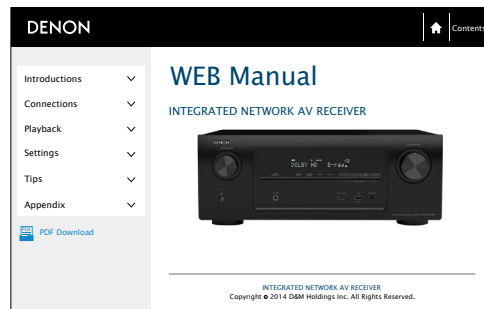 DENON
Contents
Introductions
Connections
Playback
Settings
Tips
Appendix
PDF Download
WEB Manual
INTEGRATED NETWORK AV RECEIVER
DENON
DOLBY HD
INTEGRATED NETWORK AV RECEIVER
Copyright © 2014 D&M Holdings Inc. All Rights Reserved.